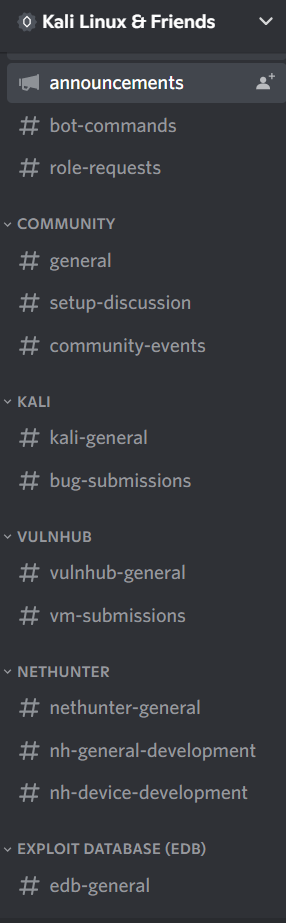 Kali Linux & Friends
announcements
bot-commands
role-requests
COMMUNITY
general
setup-discussion
community-events
KALI
kali-general
bug-submissions
VULNHUB
vulnhub-general
vm-submissions
NETHUNTER
nethunter-general
nh-general-development
nh-device-development
EXPLOIT DATABASE (EDB)
edb-general